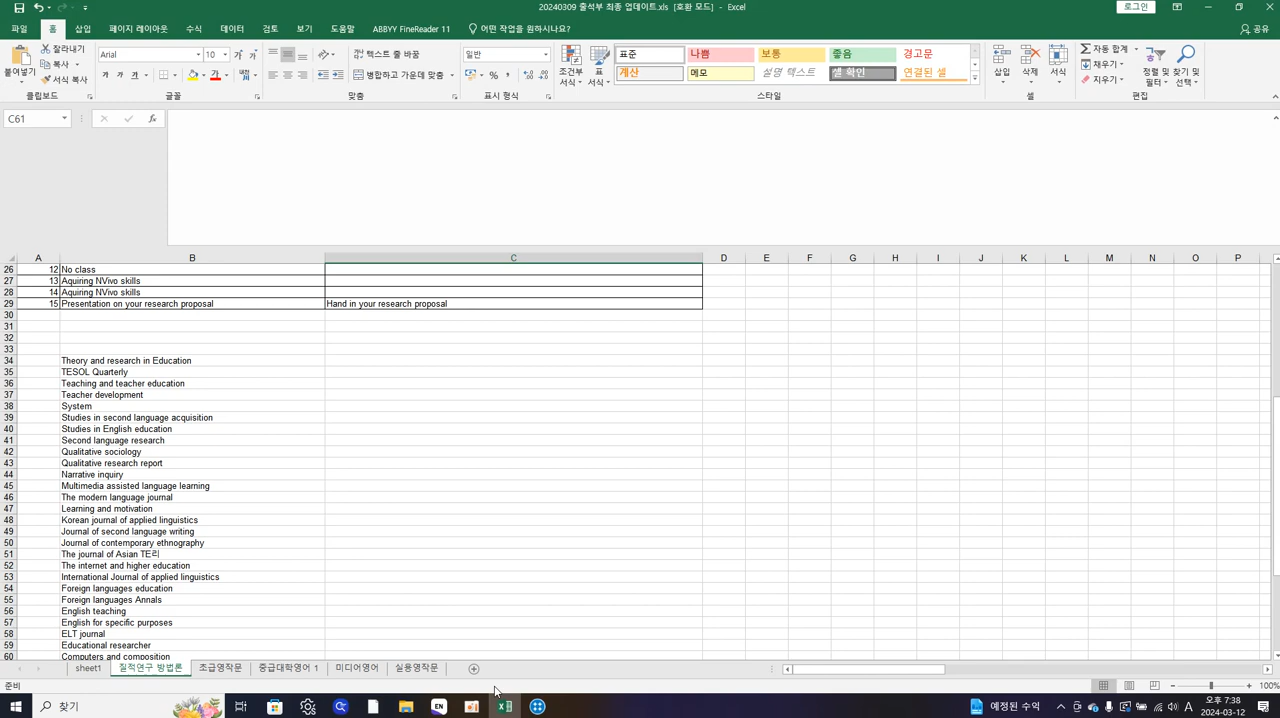 20240309 출석부 최종 업데이트.xls [호환 모드] - Excel
로그인
파일 홈 삽입 페이지 레이아웃 수식 데이터 검토 보기 도움말 ABBYY FineReader 11 어떤 작업을 원하시나요? 공유
붙여넣기 잘라내기 복사 서식 복사 클립보드
Arial 10 가 가 가 글꼴
텍스트 줄 바꿈
병합하고 가운데 맞춤 맞춤
일반 % 표시 형식
조건부 서식 표 서식
표준 나쁨 보통 좋음 경고문
계산 메모 설명 텍스트 셀 확인 연결된 셀
스타일
삽입 삭제 서식 셀
자동 합계 채우기 지우기 정렬 및 필터 찾기 및 선택 편집
C61 fx
A B C D E F G H I J K L M N O P
26 12 No class
27 13 Aquiring NVivo skills
28 14 Aquiring NVivo skills
29 15 Presentation on your research proposal Hand in your research proposal
30
31
32
33
34 Theory and research in Education
35 TESOL Quarterly
36 Teaching and teacher education
37 Teacher development
38 System
39 Studies in second language acquisition
40 Studies in English education
41 Second language research
42 Qualitative sociology
43 Qualitative research report
44 Narrative inquiry
45 Multimedia assisted language learning
46 The modern language journal
47 Learning and motivation
48 Korean journal of applied linguistics
49 Journal of second language writing
50 Journal of contemporary ethnography
51 The journal of Asian TE리
52 The internet and higher education
53 International Journal of applied linguistics
54 Foreign languages education
55 Foreign languages Annals
56 English teaching
57 English for specific purposes
58 ELT journal
59 Educational researcher
60 Computers and composition
sheet1 질적연구 방법론 초급영작문 중급대학영어 1 미디어영어 실용영작문
준비 100%
찾기 EN 예정된 수익 A 오후 7:38
2024-03-12